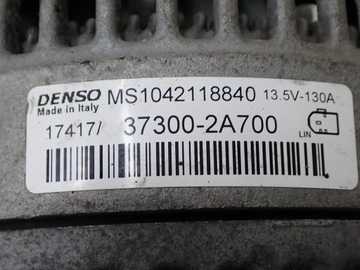 DENSO MS1042118840 13.5V-130A
Made in Italy
17417/ 37300-2A700
LIN